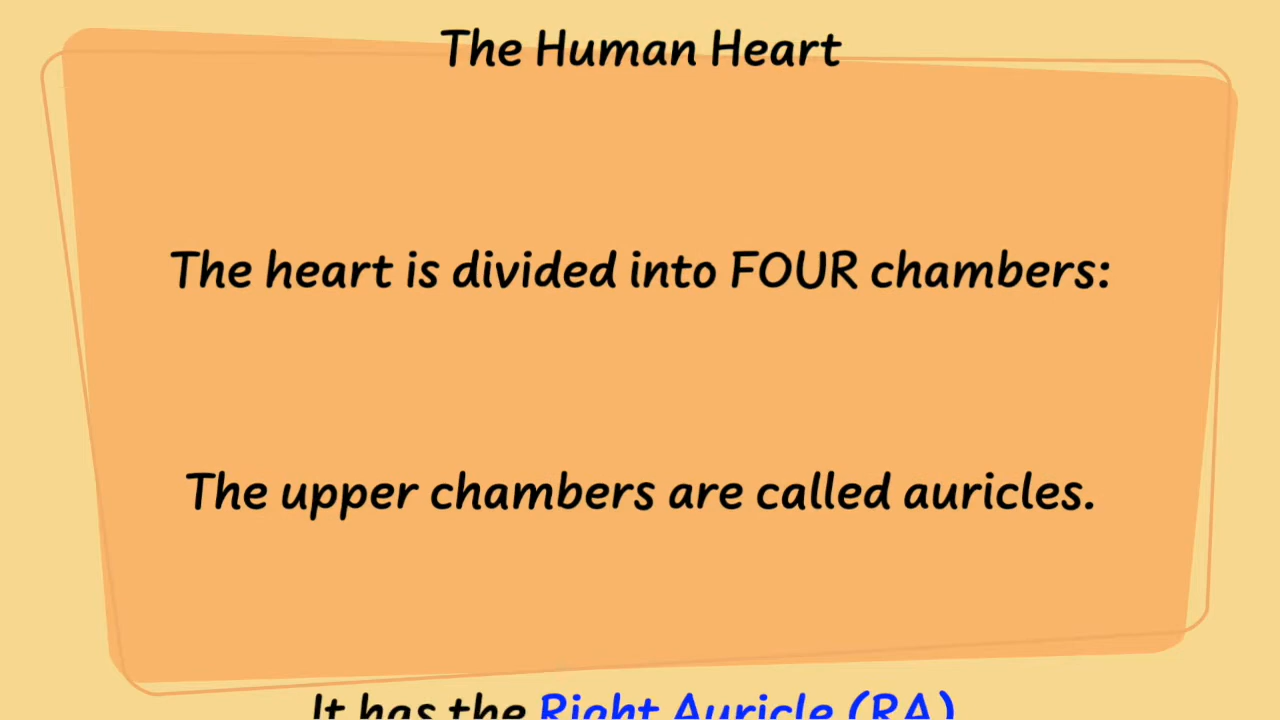 The Human Heart
The heart is divided into FOUR chambers:
The upper chambers are called auricles.
It has the Right Auricle (RA)